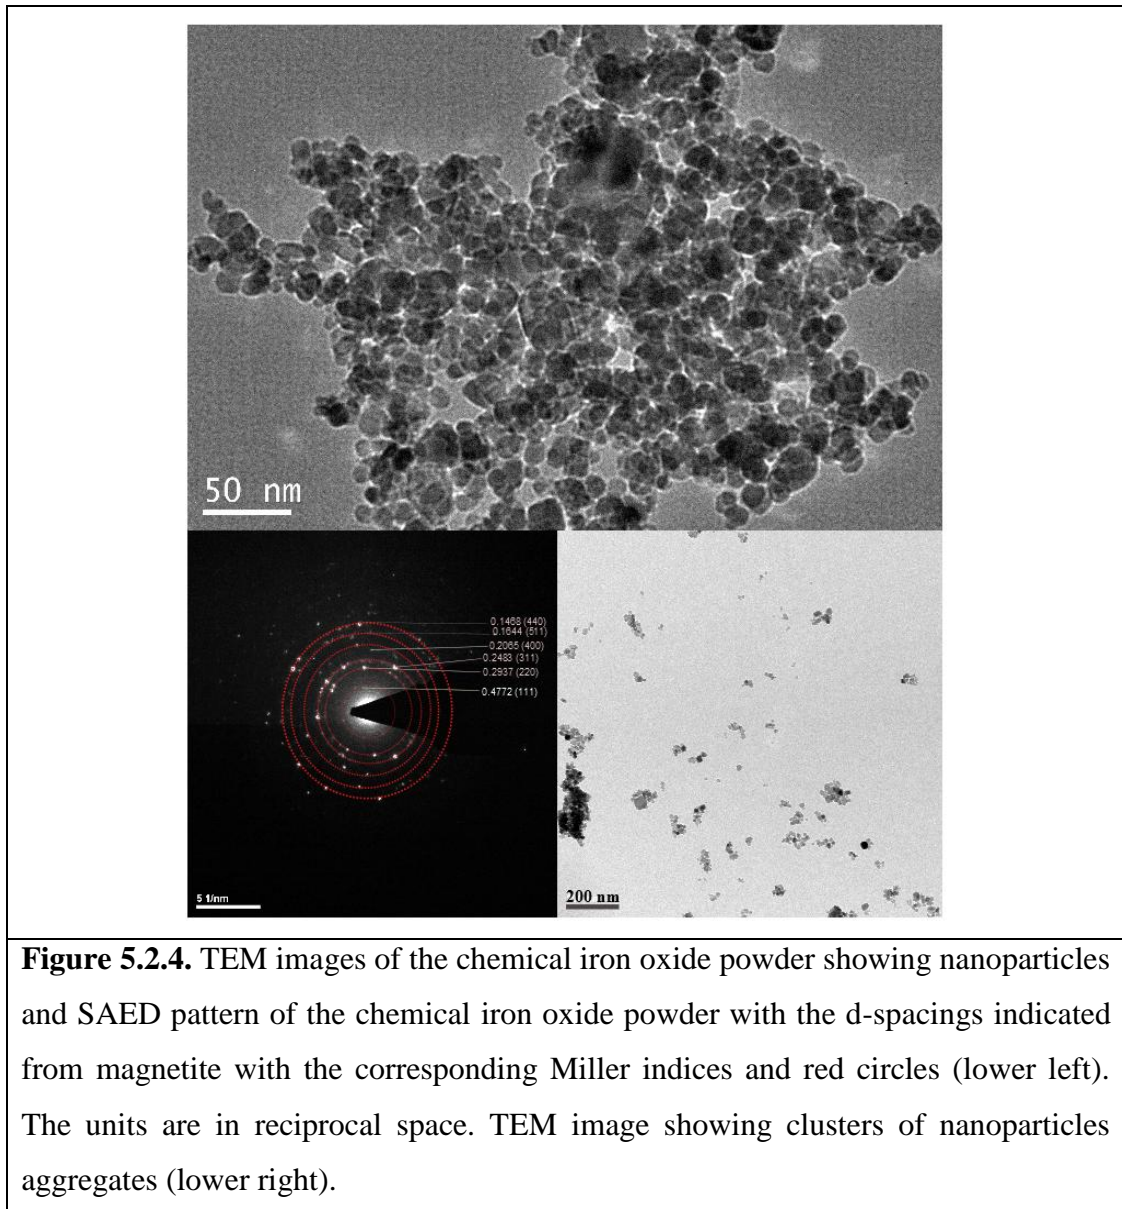 50 nm
0.1468 (440)
0.1644 (511)
0.2065 (400)
0.2483 (311)
0.2937 (220)
0.4772 (111)
5 1/nm
200 nm
Figure 5.2.4. TEM images of the chemical iron oxide powder showing nanoparticles
and SAED pattern of the chemical iron oxide powder with the d-spacings indicated
from magnetite with the corresponding Miller indices and red circles (lower left).
The units are in reciprocal space. TEM image showing clusters of nanoparticles
aggregates (lower right).